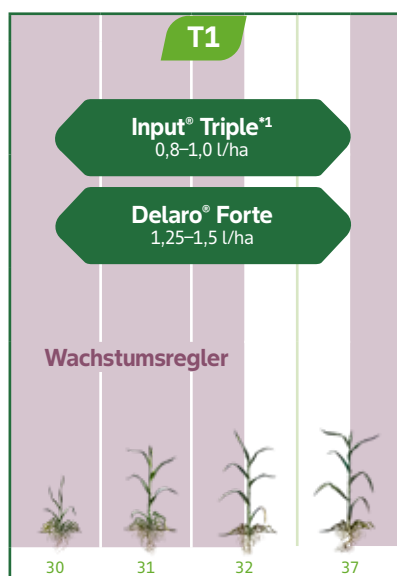 T1
Input® Triple*1
0,8–1,0 l/ha
Delaro® Forte
1,25–1,5 l/ha
Wachstumsregler
30 31 32 37